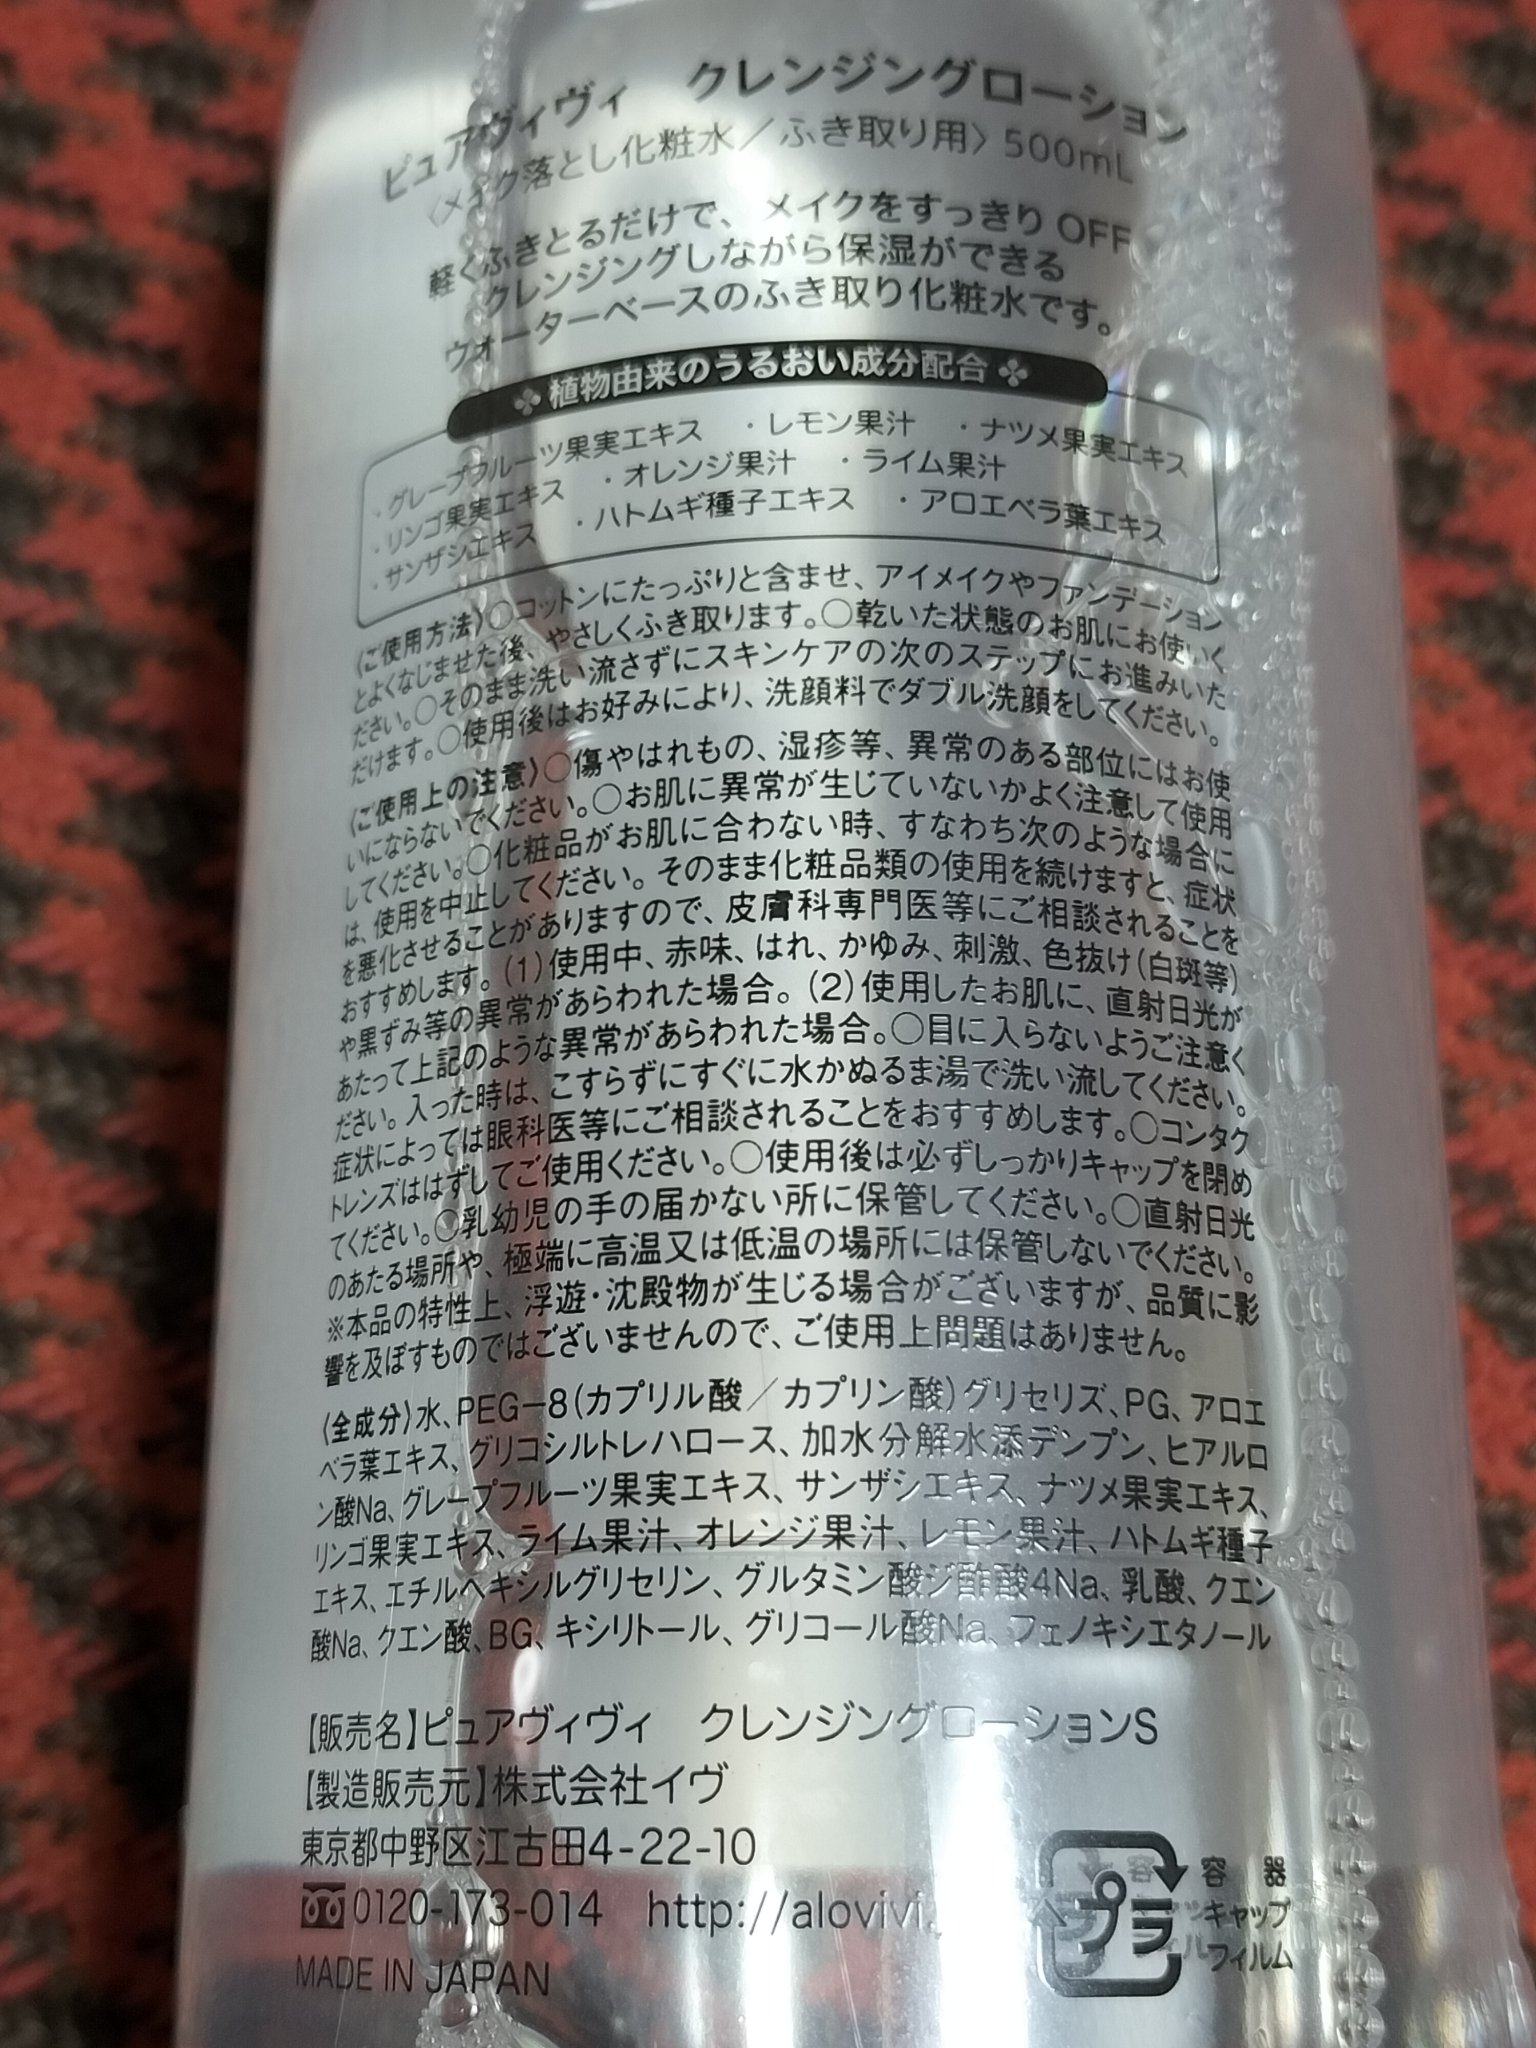 ピュアヴィヴィ　クレンジングローション
〈メイク落とし化粧水／ふき取り用〉500mL
軽くふきとるだけで、メイクをすっきりOFF
クレンジングしながら保湿ができる
ウォーターベースのふき取り化粧水です。
植物由来のうるおい成分配合
・グレープフルーツ果実エキス　・レモン果汁　・ナツメ果実エキス
・リンゴ果実エキス　・オレンジ果汁　・ライム果汁
・サンザシエキス　・ハトムギ種子エキス　・アロエベラ葉エキス
〈ご使用方法〉○コットンにたっぷりと含ませ、アイメイクやファンデーション
とよくなじませた後、やさしくふき取ります。○乾いた状態のお肌にお使いく
ださい。○そのまま洗い流さずにスキンケアの次のステップにお進みいた
だけます。○使用後はお好みにより、洗顔料でダブル洗顔をしてください。
〈ご使用上の注意〉○傷やはれもの、湿疹等、異常のある部位にはお使
いにならないでください。○お肌に異常が生じていないかよく注意して使用
してください。○化粧品がお肌に合わない時、すなわち次のような場合に
は、使用を中止してください。そのまま化粧品類の使用を続けますと、症状
を悪化させることがありますので、皮膚科専門医等にご相談されることを
おすすめします。(1)使用中、赤味、はれ、かゆみ、刺激、色抜け(白斑等)
や黒ずみ等の異常があらわれた場合。(2)使用したお肌に、直射日光が
あたって上記のような異常があらわれた場合。○目に入らないようご注意く
ださい。入った時は、こすらずにすぐに水かぬるま湯で洗い流してください。
症状によっては眼科医等にご相談されることをおすすめします。○コンタク
トレンズははずしてご使用ください。○使用後は必ずしっかりキャップを閉め
てください。○乳幼児の手の届かない所に保管してください。○直射日光
のあたる場所や、極端に高温又は低温の場所には保管しないでください。
※本品の特性上、浮遊・沈殿物が生じる場合がございますが、品質に影
響を及ぼすものではございませんので、ご使用上問題はありません。
〈全成分〉水、PEG-8(カプリル酸／カプリン酸)グリセリズ、PG、アロエ
ベラ葉エキス、グリコシルトレハロース、加水分解水添デンプン、ヒアルロ
ン酸Na、グレープフルーツ果実エキス、サンザシエキス、ナツメ果実エキス、
リンゴ果実エキス、ライム果汁、オレンジ果汁、レモン果汁、ハトムギ種子
エキス、エチルヘキシルグリセリン、グルタミン酸ジ酢酸4Na、乳酸、クエン
酸Na、クエン酸、BG、キシリトール、グリコール酸Na、フェノキシエタノール
【販売名】ピュアヴィヴィ　クレンジングローションS
【製造販売元】株式会社イヴ
東京都中野区江古田4-22-10
0120-173-014　http://alovivi.
MADE IN JAPAN
プラ
容器
キャップ
フィルム